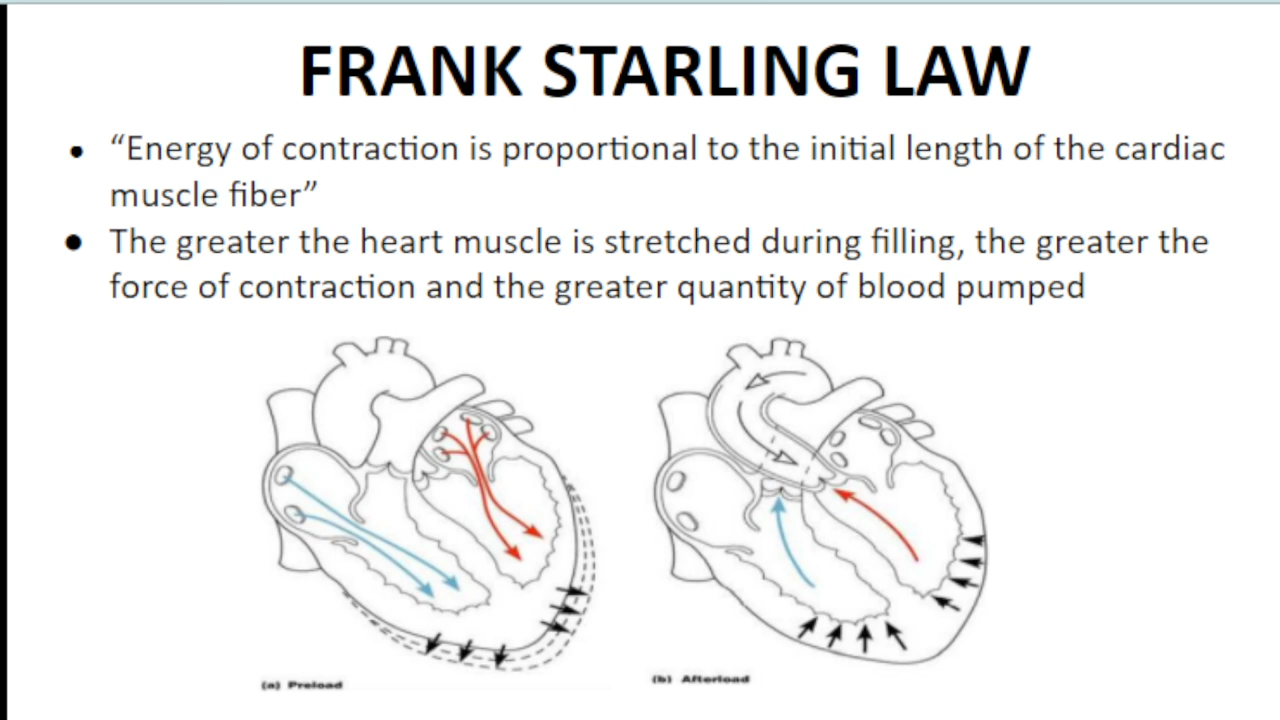 FRANK STARLING LAW
• “Energy of contraction is proportional to the initial length of the cardiac
muscle fiber”
• The greater the heart muscle is stretched during filling, the greater the
force of contraction and the greater quantity of blood pumped
(a) Preload
(b) Afterload